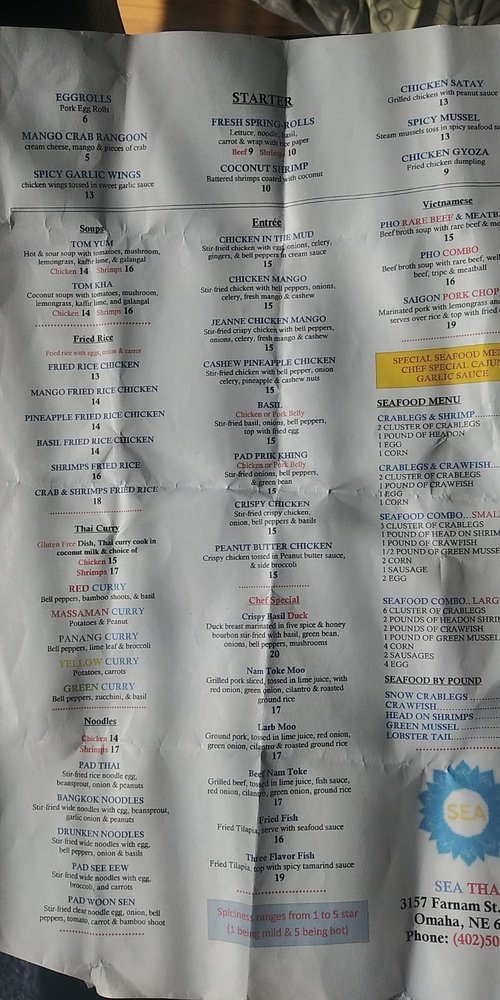 STARTER
EGGROLLS
Pork Egg Rolls
6
MANGO CRAB RANGOON
cream cheese, mango & pieces of crab
5
SPICY GARLIC WINGS
chicken wings tossed in sweet garlic sauce
13
FRESH SPRING ROLLS
Lettuce, noodle, basil,
carrot & wrap with rice paper
Beef 9 Shrimps 10
COCONUT SHRIMP
Battered shrimps coated with coconut
10
CHICKEN SATAY
Grilled chicken with peanut sauce
13
SPICY MUSSEL
Steam mussels toss in spicy seafood
13
CHICKEN GYOZA
Fried chicken dumpling
9
Soups
TOM YUM
Hot & sour soup with tomatoes, mushroom,
lemongrass, kaffir lime, & galangal
Chicken 14 Shrimps 16
TOM KHA
Coconut soups with tomatoes, mushroom,
lemongrass, kaffir lime, and galangal
Chicken 14 Shrimps 16
Fried Rice
Fried rice with eggs, onion & carrot
FRIED RICE CHICKEN
13
MANGO FRIED RICE CHICKEN
14
PINEAPPLE FRIED RICE CHICKEN
14
BASIL FRIED RICE CHICKEN
14
SHRIMPS FRIED RICE
16
CRAB & SHRIMPS FRIED RICE
18
Thai Curry
Gluten Free Dish, Thai curry cook in
coconut milk & choice of
Chicken 15
Shrimps 17
RED CURRY
Bell peppers, bamboo shoots, & basil
MASSAMAN CURRY
Potatoes & Peanut
PANANG CURRY
Bell peppers, lime leaf & broccoli
YELLOW CURRY
Potatoes, carrots
GREEN CURRY
Bell peppers, zucchini, & basil
Noodles
Chicken 14
Shrimps 17
PAD THAI
Stir-fried rice noodle egg,
beansprout, onion & peanuts
BANGKOK NOODLES
Stir-fried wide noodles with egg, beansprout,
garlic onion & peanuts
DRUNKEN NOODLES
Stir-fried wide noodles with egg,
bell peppers, onion & basils
PAD SEE EEW
Stir-fried wide noodles with egg,
broccoli, and carrots
PAD WOON SEN
Stir-fried clear noodle egg, onion, bell
peppers, tomato, carrot & bamboo shoot
Entrée
CHICKEN IN THE MUD
Stir-fried chicken with egg, onions, celery,
gingers, & bell peppers in cream sauce
15
CHICKEN MANGO
Stir-fried chicken with bell peppers, onions,
celery, fresh mango & cashew
15
JEANNE CHICKEN MANGO
Stir-fried crispy chicken with bell peppers,
onions, celery, fresh mango & cashew
15
CASHEW PINEAPPLE CHICKEN
Stir-fried chicken with bell pepper, onion
celery, pineapple & cashew nuts
15
BASIL
Chicken or Pork Belly
Stir-fried basil, onions, bell peppers,
top with fried egg
15
PAD PRIK KHING
Chicken or Pork Belly
Stir-fried onions, bell peppers,
& green bean
15
CRISPY CHICKEN
Stir-fried crispy chicken,
onion, bell peppers & basils
15
PEANUT BUTTER CHICKEN
Crispy chicken tossed in Peanut butter sauce,
& side broccoli
15
Chef Special
Crispy Basil Duck
Duck breast marinated in five spice & honey
bourbon stir-fried with basil, green bean,
onions, bell peppers, mushrooms
20
Nam Toke Moo
Grilled pork sliced, tossed in lime juice, with
red onion, green onion, cilantro & roasted
ground rice
17
Larb Moo
Ground pork, tossed in lime juice, red onion,
green onion, cilantro & roasted ground rice
17
Beef Nam Toke
Grilled beef, tossed in lime juice, fish sauce,
red onion, cilantro, green onion, ground rice
17
Fried Fish
Fried Tilapia, serve with seafood sauce
16
Three Flavor Fish
Fried Tilapia, top with spicy tamarind sauce
19
Spiciness ranges from 1 to 5 star
(1 being mild & 5 being hot)
Vietnamese
PHO RARE BEEF &
Beef broth soup with rare beef &
15
PHO COMBO
Beef broth soup with rare beef,
beef, tripe & meatball
16
SAIGON PORK CHOP
Marinated pork with lemongrass
serves over rice & top with fried
19
SPECIAL SEAFOOD
CHEF SPECIAL
GARLIC SAUCE
SEAFOOD MENU
CRABLEGS & SHRIMP
2 CLUSTER OF CRABLEGS
1 POUND OF HEADON
1 EGG
1 CORN
CRABLEGS & CRAWFISH
2 CLUSTER OF CRABLEGS
1 POUND OF CRAWFISH
1 EGG
1 CORN
SEAFOOD COMBO...
3 CLUSTER OF CRABLEGS
1 POUND OF HEAD ON
1 POUND OF CRAWFISH
1/2 POUND OF GREEN
2 CORN
1 SAUSAGE
2 EGG
SEAFOOD COMBO..
6 CLUSTER OF CRABLEGS
2 POUNDS OF HEADON
2 POUNDS OF CRAWFISH
1 POUND OF GREEN
4 CORN
2 SAUSAGES
4 EGG
SEAFOOD BY POUND
SNOW CRABLEGS
CRAWFISH
HEAD ON SHRIMPS
GREEN MUSSEL
LOBSTER TAIL
SEA
SEA
3157 Farnam St.
Omaha, NE
Phone: (402)